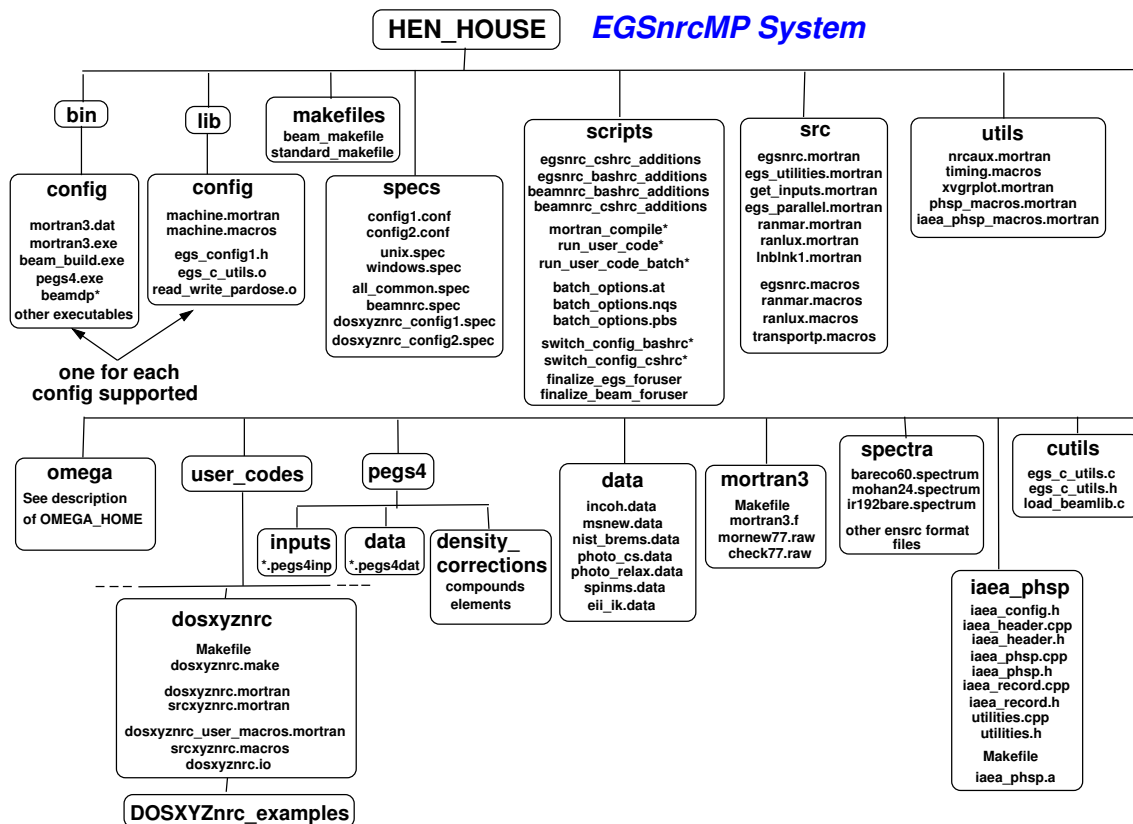 HEN_HOUSE
EGSnrcMP System
bin
config
mortran3.dat
mortran3.exe
beam_build.exe
pegs4.exe
beamdp*
other executables
lib
config
machine.mortran
machine.macros
egs_config1.h
egs_c_utils.o
read_write_pardose.o
one for each
config supported
makefiles
beam_makefile
standard_makefile
specs
config1.conf
config2.conf
unix.spec
windows.spec
all_common.spec
beamnrc.spec
dosxyznrc_config1.spec
dosxyznrc_config2.spec
scripts
egsnrc_cshrc_additions
egsnrc_bashrc_additions
beamnrc_bashrc_additions
beamnrc_cshrc_additions
mortran_compile*
run_user_code*
run_user_code_batch*
batch_options.at
batch_options.nqs
batch_options.pbs
switch_config_bashrc*
switch_config_cshrc*
finalize_egs_foruser
finalize_beam_foruser
src
egsnrc.mortran
egs_utilities.mortran
get_inputs.mortran
egs_parallel.mortran
ranmar.mortran
ranlux.mortran
lnblnk1.mortran
egsnrc.macros
ranmar.macros
ranlux.macros
transportp.macros
utils
nrcaux.mortran
timing.macros
xvgrplot.mortran
phsp_macros.mortran
iaea_phsp_macros.mortran
omega
See description
of OMEGA_HOME
user_codes
dosxyznrc
Makefile
dosxyznrc.make
dosxyznrc.mortran
srcxyznrc.mortran
dosxyznrc_user_macros.mortran
srcxyznrc.macros
dosxyznrc.io
DOSXYZnrc_examples
pegs4
inputs
*.pegs4inp
data
*.pegs4dat
density_
corrections
compounds
elements
data
incoh.data
msnew.data
nist_brems.data
photo_cs.data
photo_relax.data
spinms.data
eii_ik.data
mortran3
Makefile
mortran3.f
mornew77.raw
check77.raw
spectra
bareco60.spectrum
mohan24.spectrum
ir192bare.spectrum
other ensrc format
files
cutils
egs_c_utils.c
egs_c_utils.h
load_beamlib.c
iaea_phsp
iaea_config.h
iaea_header.cpp
iaea_header.h
iaea_phsp.cpp
iaea_phsp.h
iaea_record.cpp
iaea_record.h
utilities.cpp
utilities.h
Makefile
iaea_phsp.a